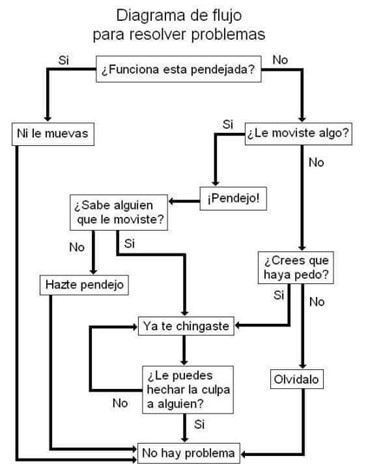 Diagrama de flujo
para resolver problemas
Si
¿Funciona esta pendejada?
No
Ni le muevas
Si
¿Le moviste algo?
No
¡Pendejo!
¿Sabe alguien
que le moviste?
No
Si
¿Crees que
haya pedo?
Si
No
Hazte pendejo
Ya te chingaste
¿Le puedes
hechar la culpa
a alguien?
No
Si
Olvidalo
No hay problema